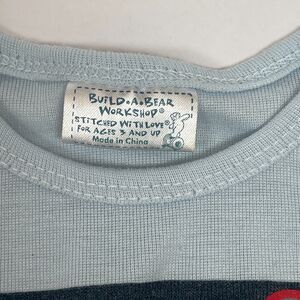 BUILD•A•BEAR
WORKSHOP®
STITCHED WITH LOVE®
FOR AGES 3 AND UP
Made in China